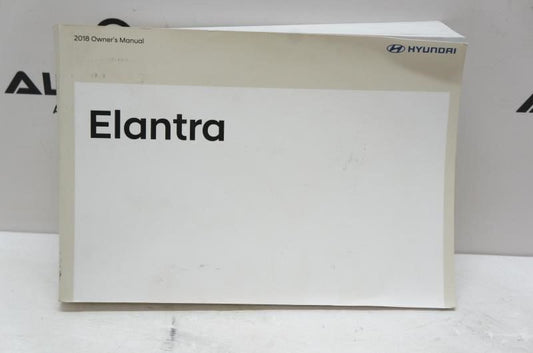 2018 Owner's Manual
HYUNDAI
Elantra